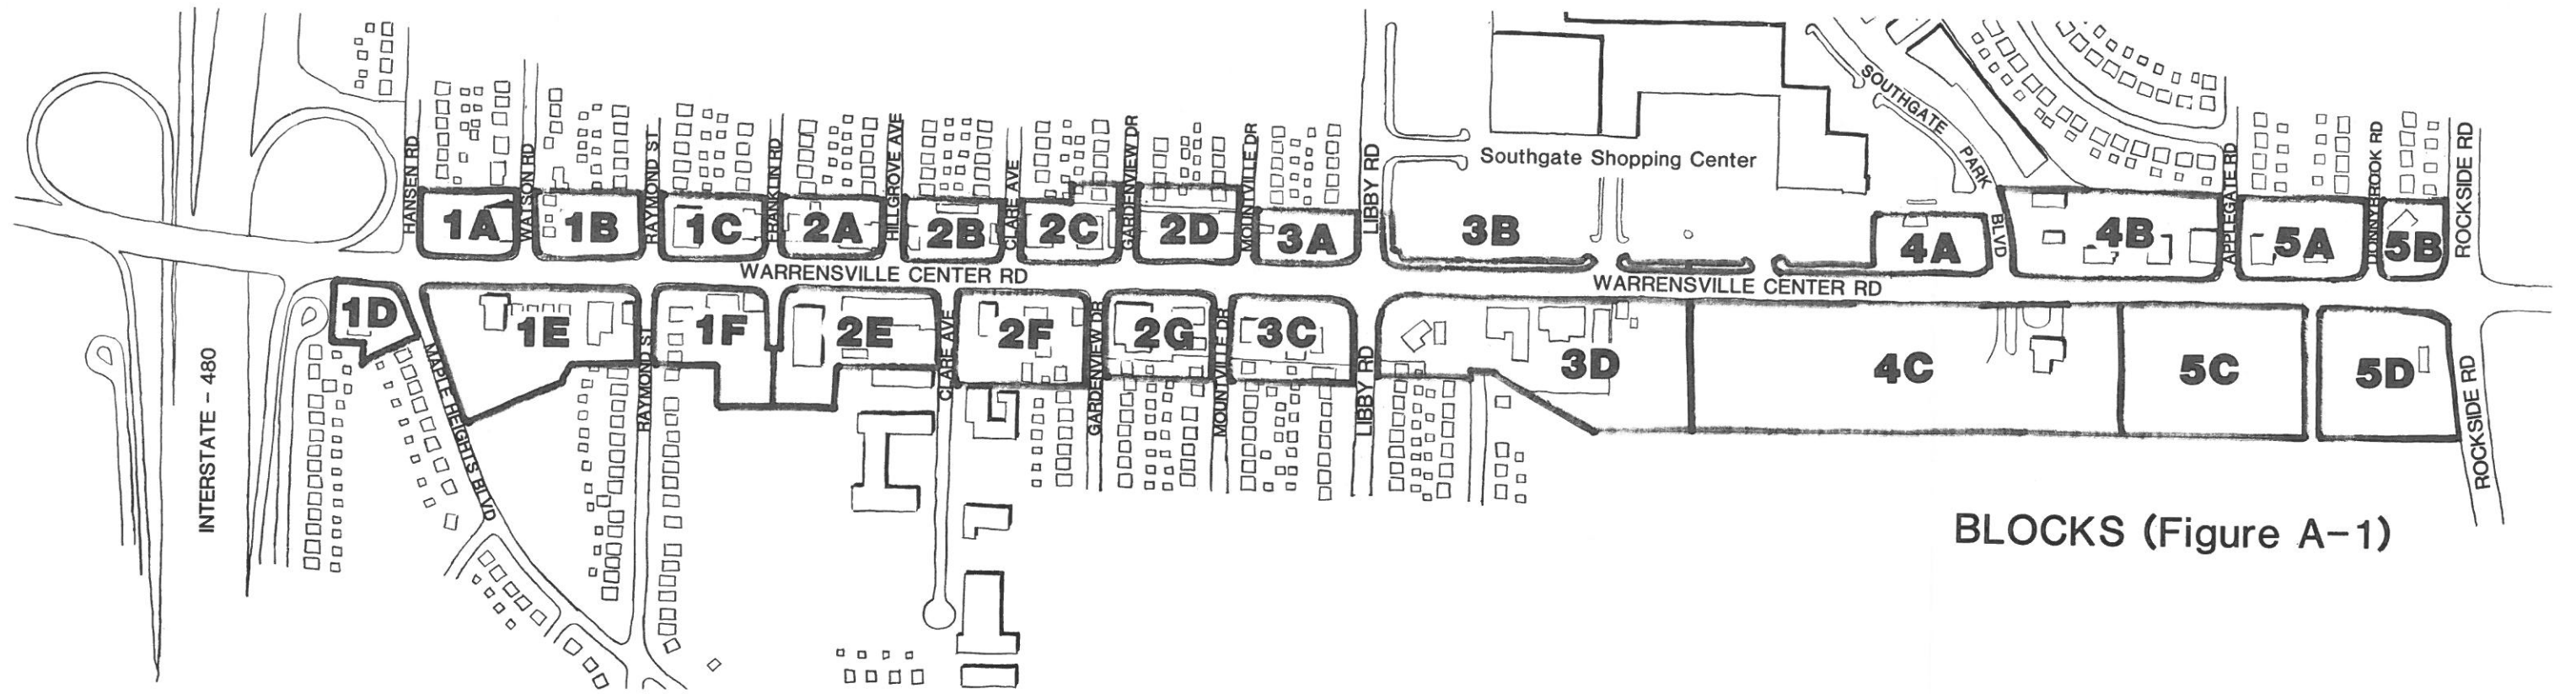 HANSEN RD
WATSON RD
RAYMOND ST
FRANKLIN RD
HILLGROVE AVE
CLARE AVE
GARDENVIEW DR
MOUNTVILLE DR
LIBBY RD
Southgate Shopping Center
SOUTHGATE PARK BLVD
APPLEGATE RD
DONNYBROOK RD
ROCKSIDE RD
1A
1B
1C
2A
2B
2C
2D
3A
3B
4A
4B
5A
5B
WARRENSVILLE CENTER RD
WARRENSVILLE CENTER RD
1D
1E
1F
2E
2F
2G
3C
3D
4C
5C
5D
INTERSTATE - 480
MAPLE HEIGHTS BLVD
RAYMOND ST
CLARE AVE
GARDENVIEW DR
MOUNTVILLE DR
LIBBY RD
ROCKSIDE RD
BLOCKS (Figure A-1)